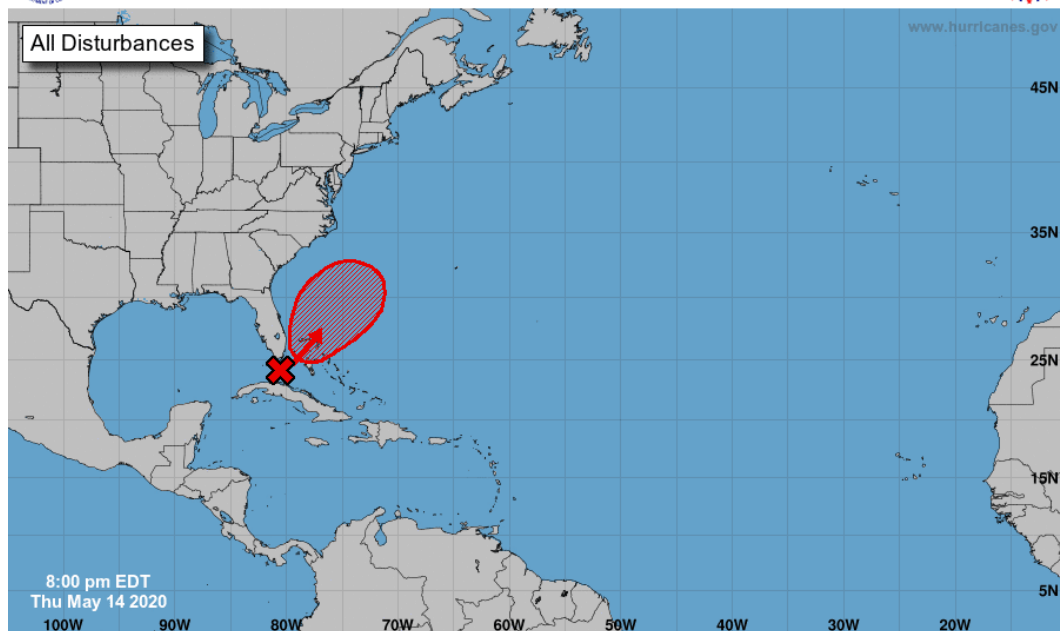 www.hurricanes.gov
All Disturbances
45N
35N
25N
15N
5N
8:00 pm EDT
Thu May 14 2020
100W 90W 80W 70W 60W 50W 40W 30W 20W